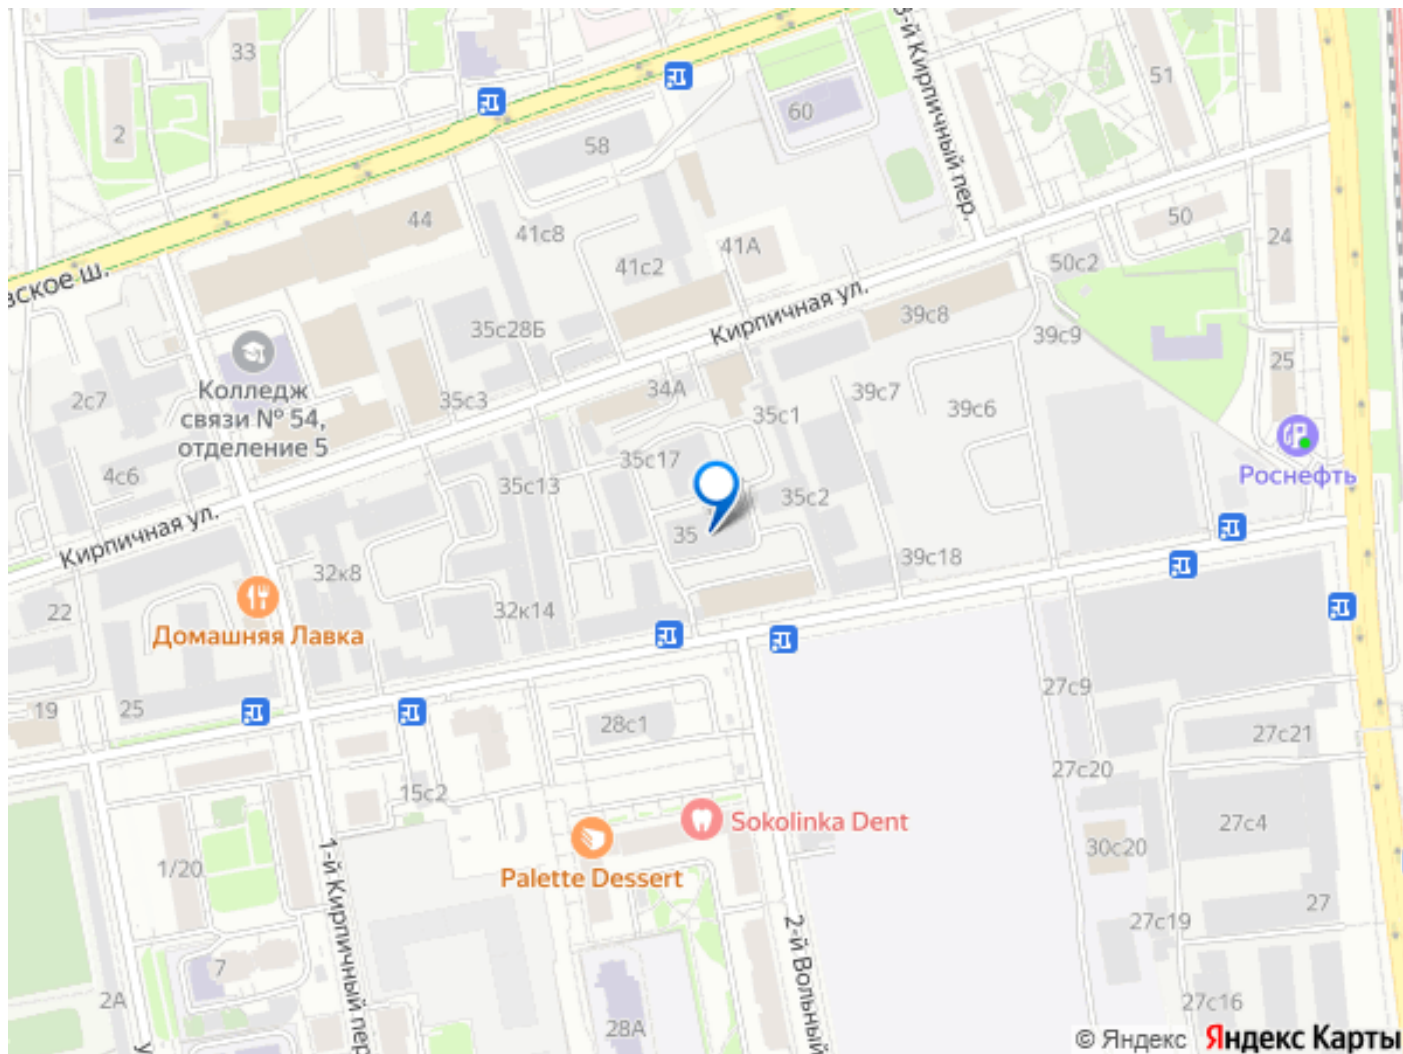 33
2
3-й Кирпичный пер.
51
60
58
44
41с8
41А
41с2
50
24
50с2
вское ш.
35с28Б
Кирпичная ул.
39с8
39с9
25
Колледж
связи № 54,
отделение 5
2с7
35с3
34А
39с7
35с1
39с6
4с6
35с17
35с13
35с2
Роснефть
Кирпичная ул.
35
39с18
32к8
22
32к14
Домашняя Лавка
19
25
28с1
27с9
27с21
27с20
15с2
Sokolinka Dent
27с4
1/20
30с20
Palette Dessert
1-й Кирпичный пер
27
27с19
2-й Вольный
7
2А
28А
27с16
© Яндекс
Яндекс Карты